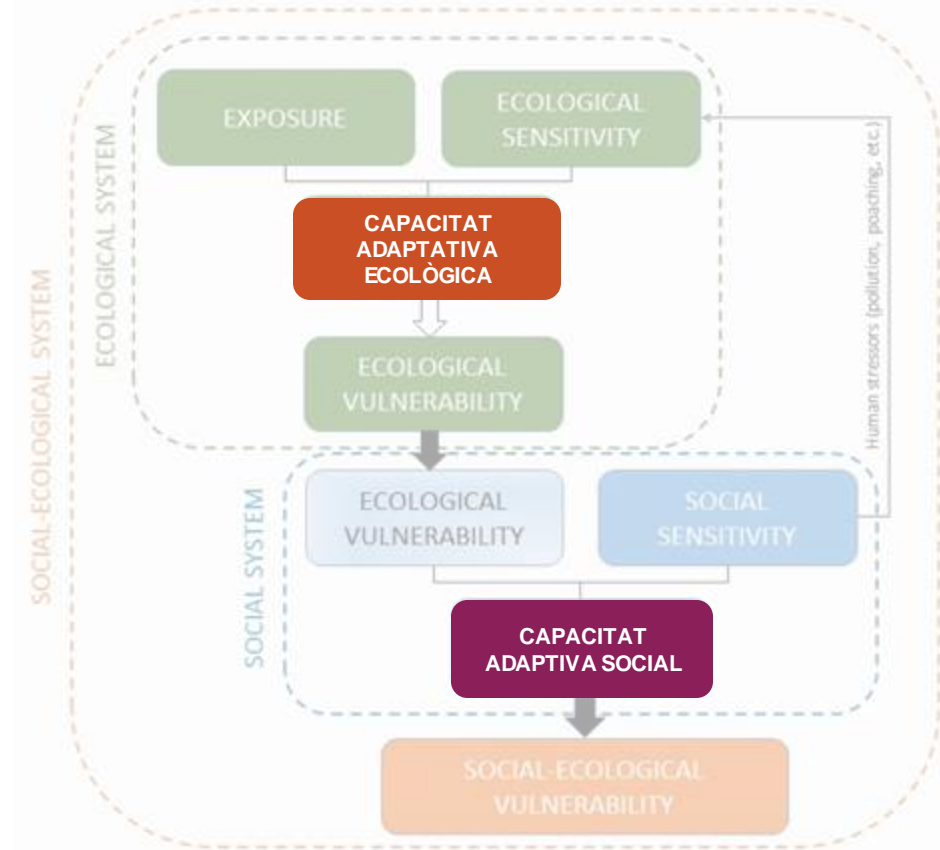 SOCIAL-ECOLOGICAL SYSTEM
ECOLOGICAL SYSTEM
EXPOSURE
ECOLOGICAL
SENSITIVITY
CAPACITAT
ADAPTATIVA
ECOLÒGICA
ECOLOGICAL
VULNERABILITY
Human stressors (pollution, poaching, etc.)
SOCIAL SYSTEM
ECOLOGICAL
VULNERABILITY
SOCIAL
SENSITIVITY
CAPACITAT
ADAPTIVA SOCIAL
SOCIAL-ECOLOGICAL
VULNERABILITY